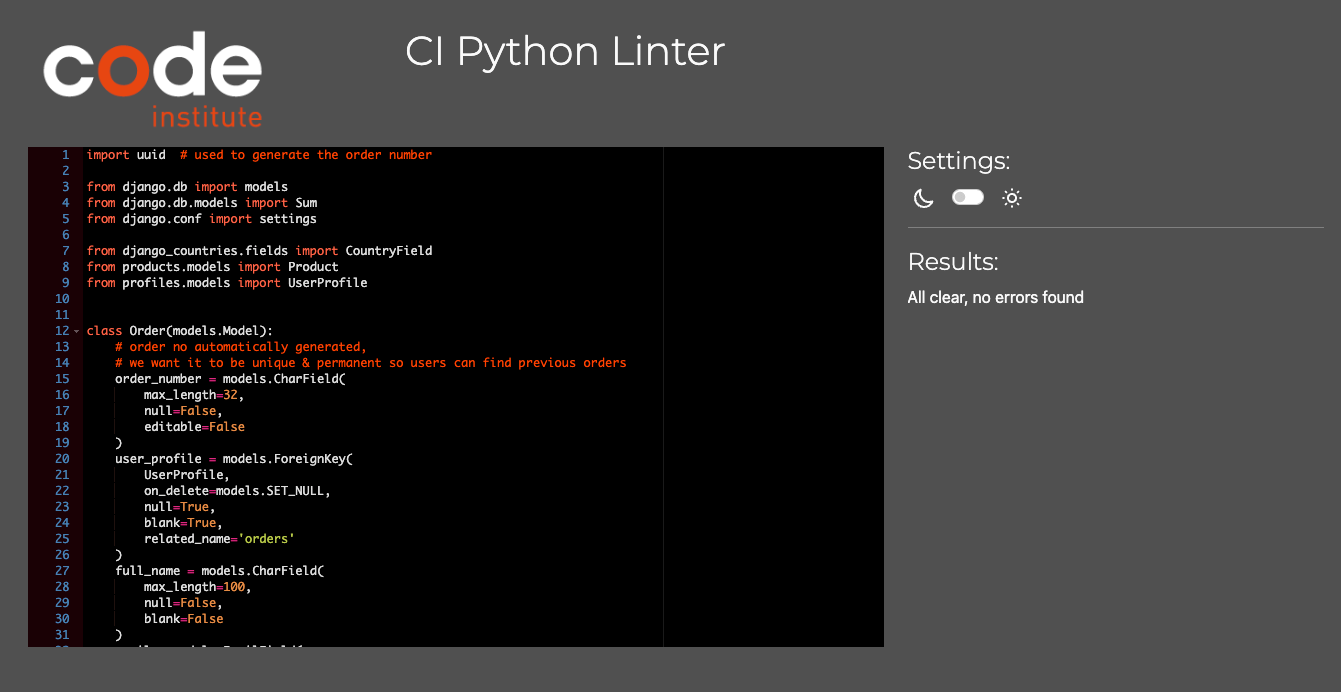 code
institute
CI Python Linter
1 import uuid  # used to generate the order number
2
3 from django.db import models
4 from django.db.models import Sum
5 from django.conf import settings
6
7 from django_countries.fields import CountryField
8 from products.models import Product
9 from profiles.models import UserProfile
10
11
12 class Order(models.Model):
13     # order no automatically generated,
14     # we want it to be unique & permanent so users can find previous orders
15     order_number = models.CharField(
16         max_length=32,
17         null=False,
18         editable=False
19     )
20     user_profile = models.ForeignKey(
21         UserProfile,
22         on_delete=models.SET_NULL,
23         null=True,
24         blank=True,
25         related_name='orders'
26     )
27     full_name = models.CharField(
28         max_length=100,
29         null=False,
30         blank=False
31     )
Settings:
Results:
All clear, no errors found